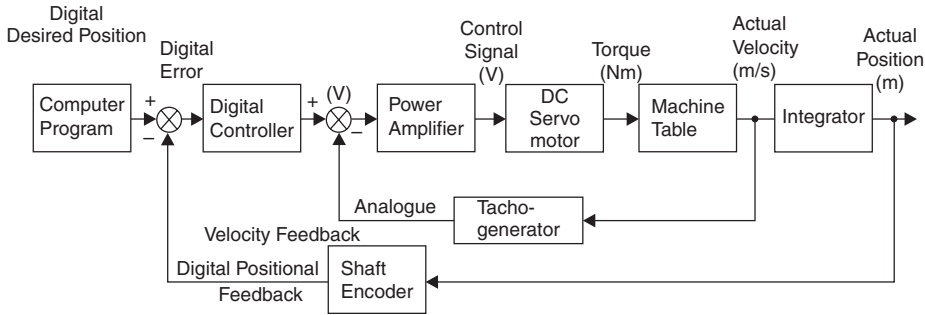 Digital
Desired Position
Digital
Error
Control
Signal
(V)
Torque
(Nm)
Actual
Velocity
(m/s)
Actual
Position
(m)
Computer
Program
+
–
Digital
Controller
+ (V)
–
Power
Amplifier
DC
Servo
motor
Machine
Table
Integrator
Analogue
Velocity Feedback
Tacho-
generator
Digital Positional
Feedback
Shaft
Encoder